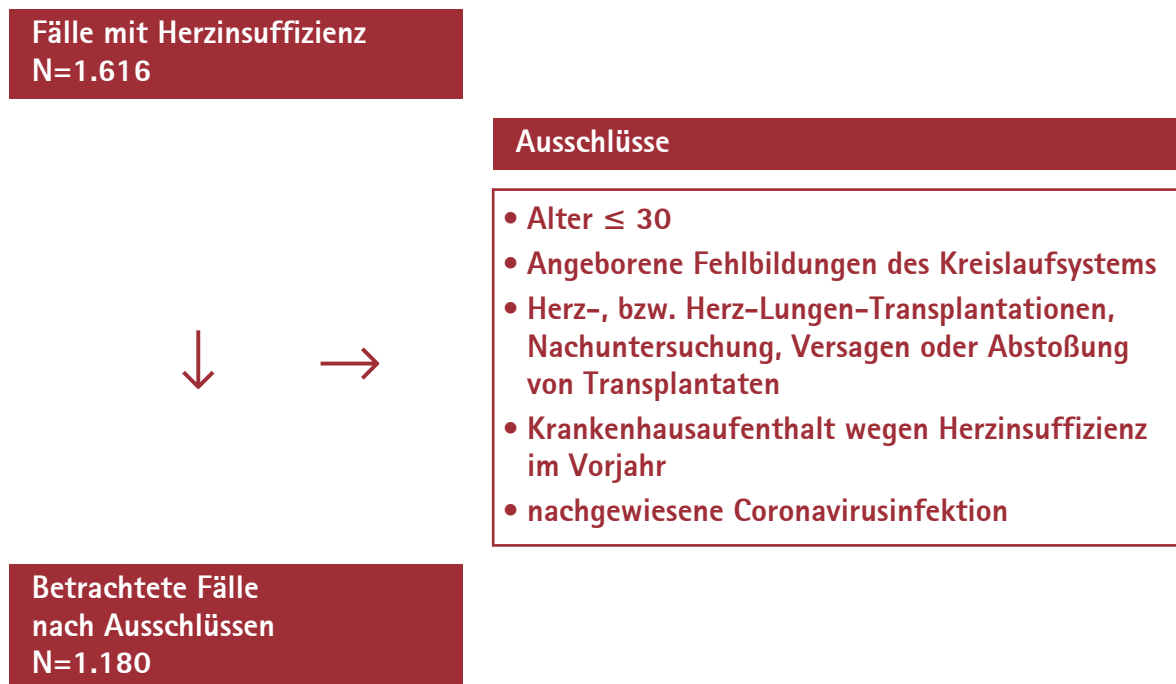 Fälle mit Herzinsuffizienz
N=1.616
Ausschlüsse
• Alter ≤ 30
• Angeborene Fehlbildungen des Kreislaufsystems
• Herz-, bzw. Herz-Lungen-Transplantationen,
Nachuntersuchung, Versagen oder Abstoßung
von Transplantaten
• Krankenhausaufenthalt wegen Herzinsuffizienz
im Vorjahr
• nachgewiesene Coronavirusinfektion
Betrachtete Fälle
nach Ausschlüssen
N=1.180